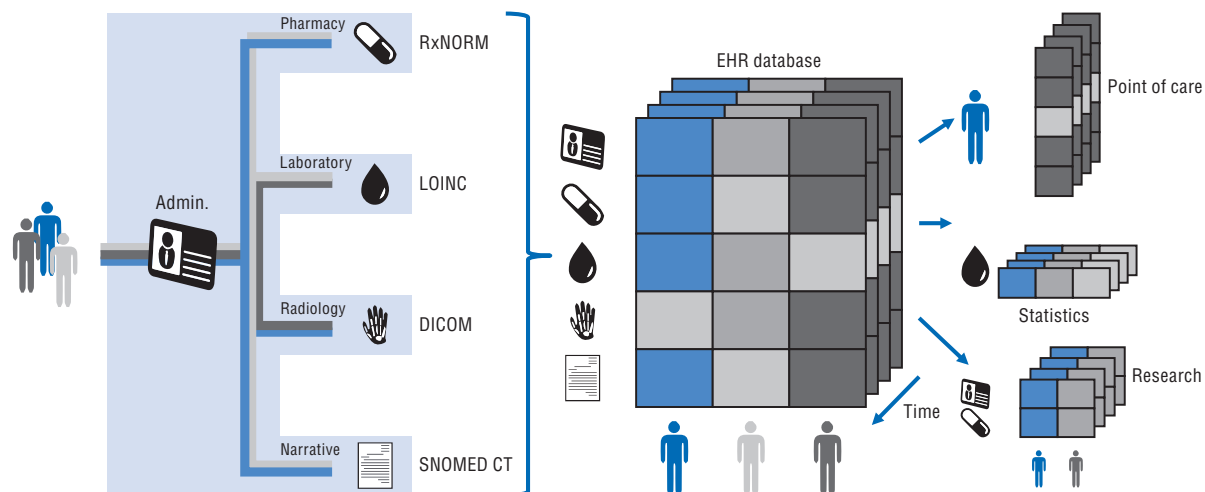 Pharmacy
RxNORM
Laboratory
LOINC
Admin.
Radiology
DICOM
Narrative
SNOMED CT
EHR database
Time
Point of care
Statistics
Research